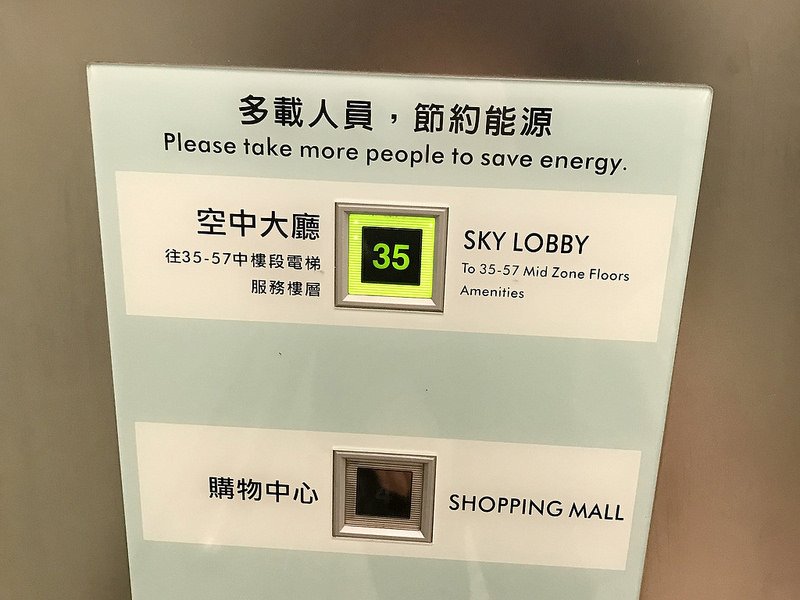 多載人員，節約能源
Please take more people to save energy.
空中大廳
往35-57中樓段電梯
服務樓層
35
SKY LOBBY
To 35-57 Mid Zone Floors
Amenities
購物中心
SHOPPING MALL